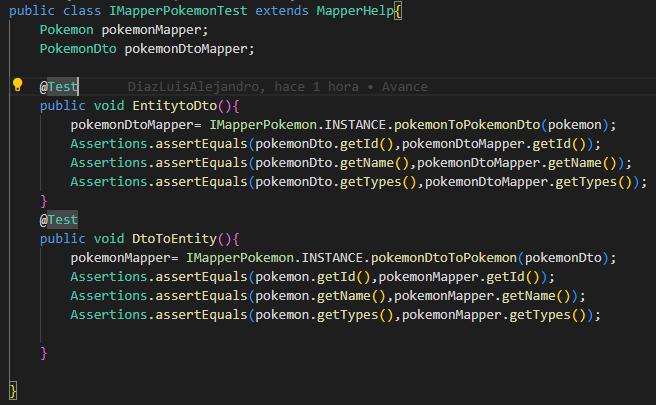 public class IMapperPokemonTest extends MapperHelp{
Pokemon pokemonMapper;
PokemonDto pokemonDtoMapper;
@Test DiazLuisAlejandro, hace 1 hora • Avance
public void EntitytoDto(){
pokemonDtoMapper= IMapperPokemon.INSTANCE.pokemonToPokemonDto(pokemon);
Assertions.assertEquals(pokemonDto.getId(),pokemonDtoMapper.getId());
Assertions.assertEquals(pokemonDto.getName(),pokemonDtoMapper.getName());
Assertions.assertEquals(pokemonDto.getTypes(),pokemonDtoMapper.getTypes());
}
@Test
public void DtoToEntity(){
pokemonMapper= IMapperPokemon.INSTANCE.pokemonDtoToPokemon(pokemonDto);
Assertions.assertEquals(pokemon.getId(),pokemonMapper.getId());
Assertions.assertEquals(pokemon.getName(),pokemonMapper.getName());
Assertions.assertEquals(pokemon.getTypes(),pokemonMapper.getTypes());
}
}